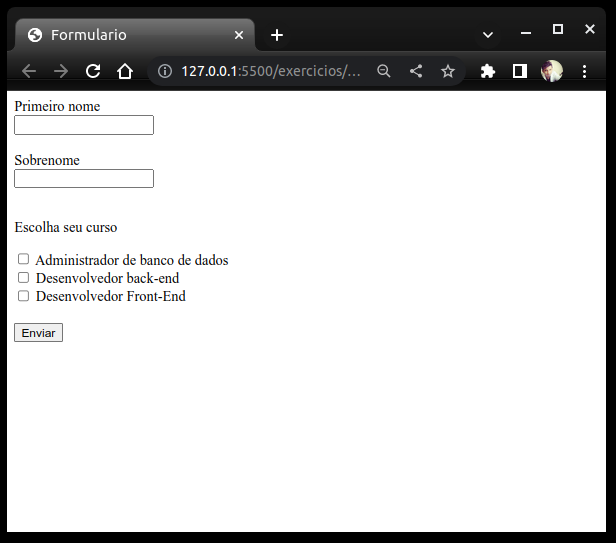 Formulario
127.0.0.1:5500/exercicios/...
Primeiro nome
Sobrenome
Escolha seu curso
Administrador de banco de dados
Desenvolvedor back-end
Desenvolvedor Front-End
Enviar